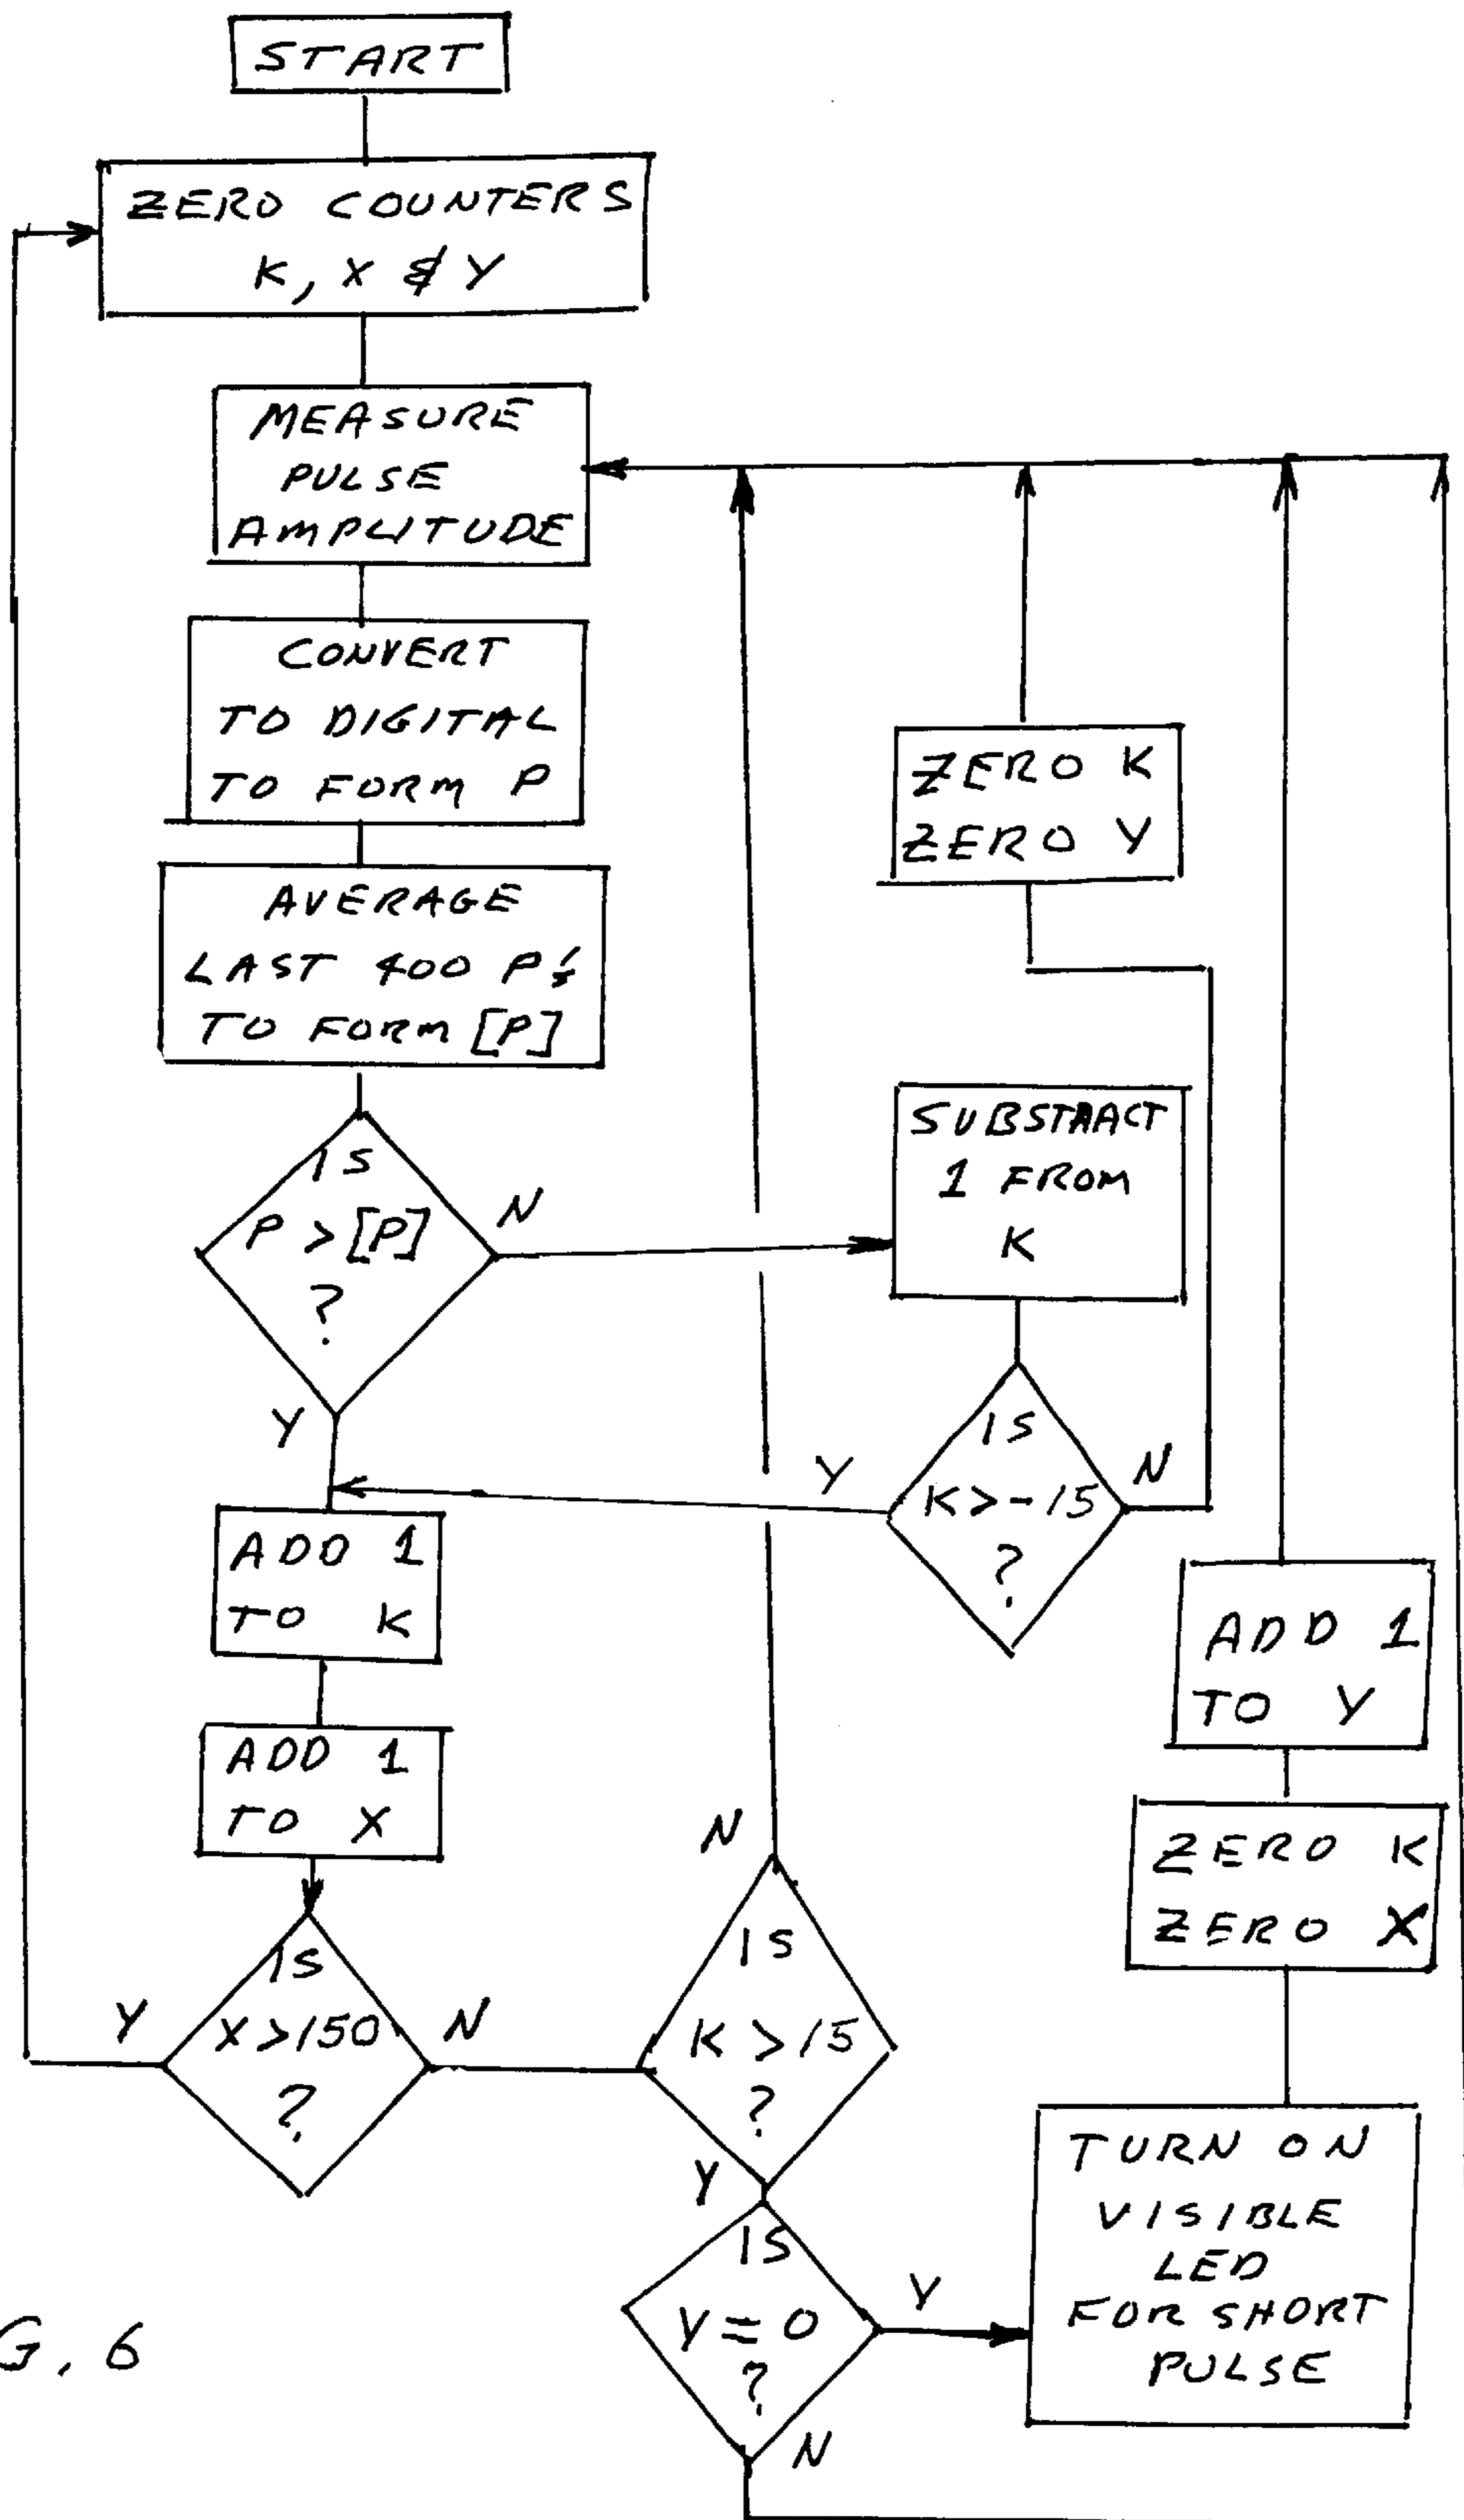 START
ZERO COUNTERS
K, X & Y
MEASURE
PULSE
AMPLITUDE
CONVERT
TO DIGITAL
TO FORM P
AVERAGE
LAST 400 P's
TO FORM [P]
IS
P > [P]
?
N
Y
SUBSTRACT
1 FROM
K
IS
K > -15
?
Y
N
ZERO K
ZERO Y
ADD 1
TO K
ADD 1
TO X
IS
X > 150
?
Y
N
IS
K > 15
?
N
Y
IS
Y = 0
?
Y
N
TURN ON
VISIBLE
LED
FOR SHORT
PULSE
ZERO K
ZERO X
ADD 1
TO Y
G. 6